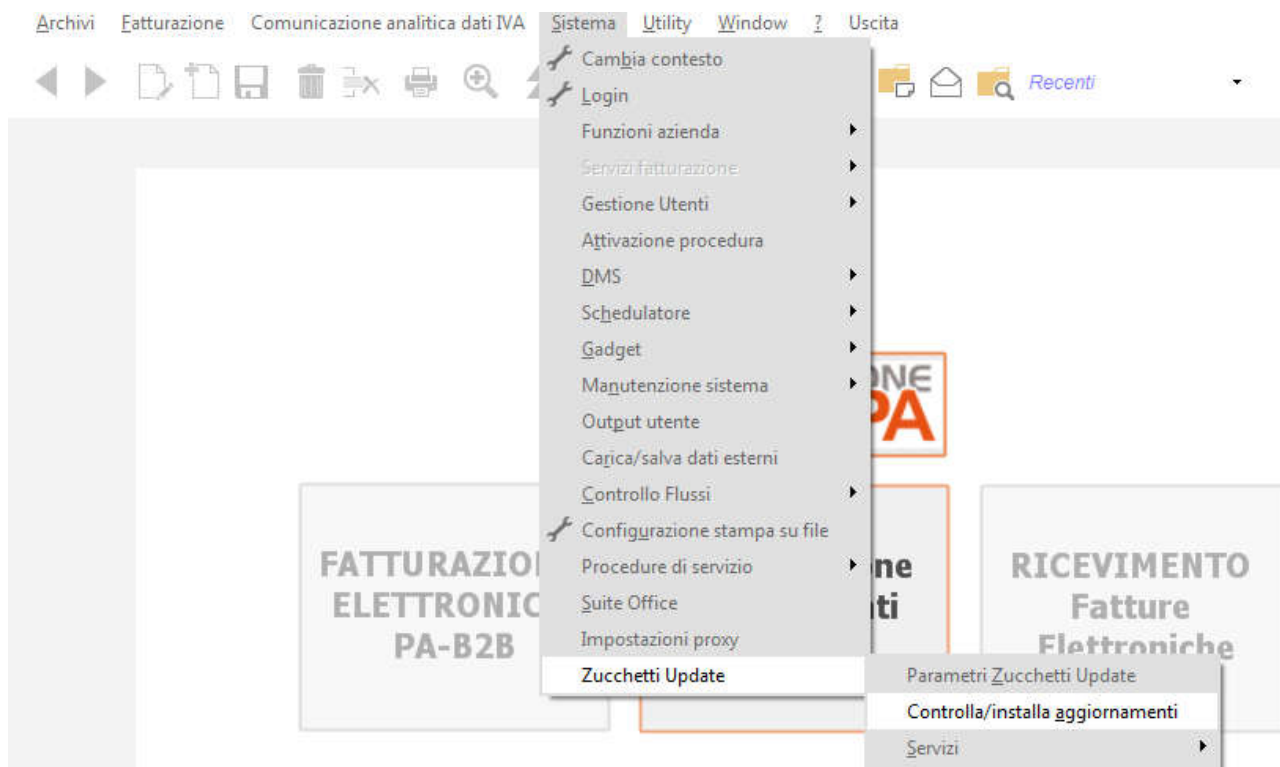 Archivi Fatturazione Comunicazione analitica dati IVA Sistema Utility Window ? Uscita
Recenti
Cambia contesto
Login
Funzioni azienda
Servizi fatturazione
Gestione Utenti
Attivazione procedura
DMS
Schedulatore
Gadget
Manutenzione sistema
Output utente
Carica/salva dati esterni
Controllo Flussi
Configurazione stampa su file
Procedure di servizio
Suite Office
Impostazioni proxy
Zucchetti Update
Parametri Zucchetti Update
Controlla/installa aggiornamenti
Servizi
ONE
PA
FATTURAZIO
ELETTRONIC
PA-B2B
ne
ti
RICEVIMENTO
Fatture
Elettroniche